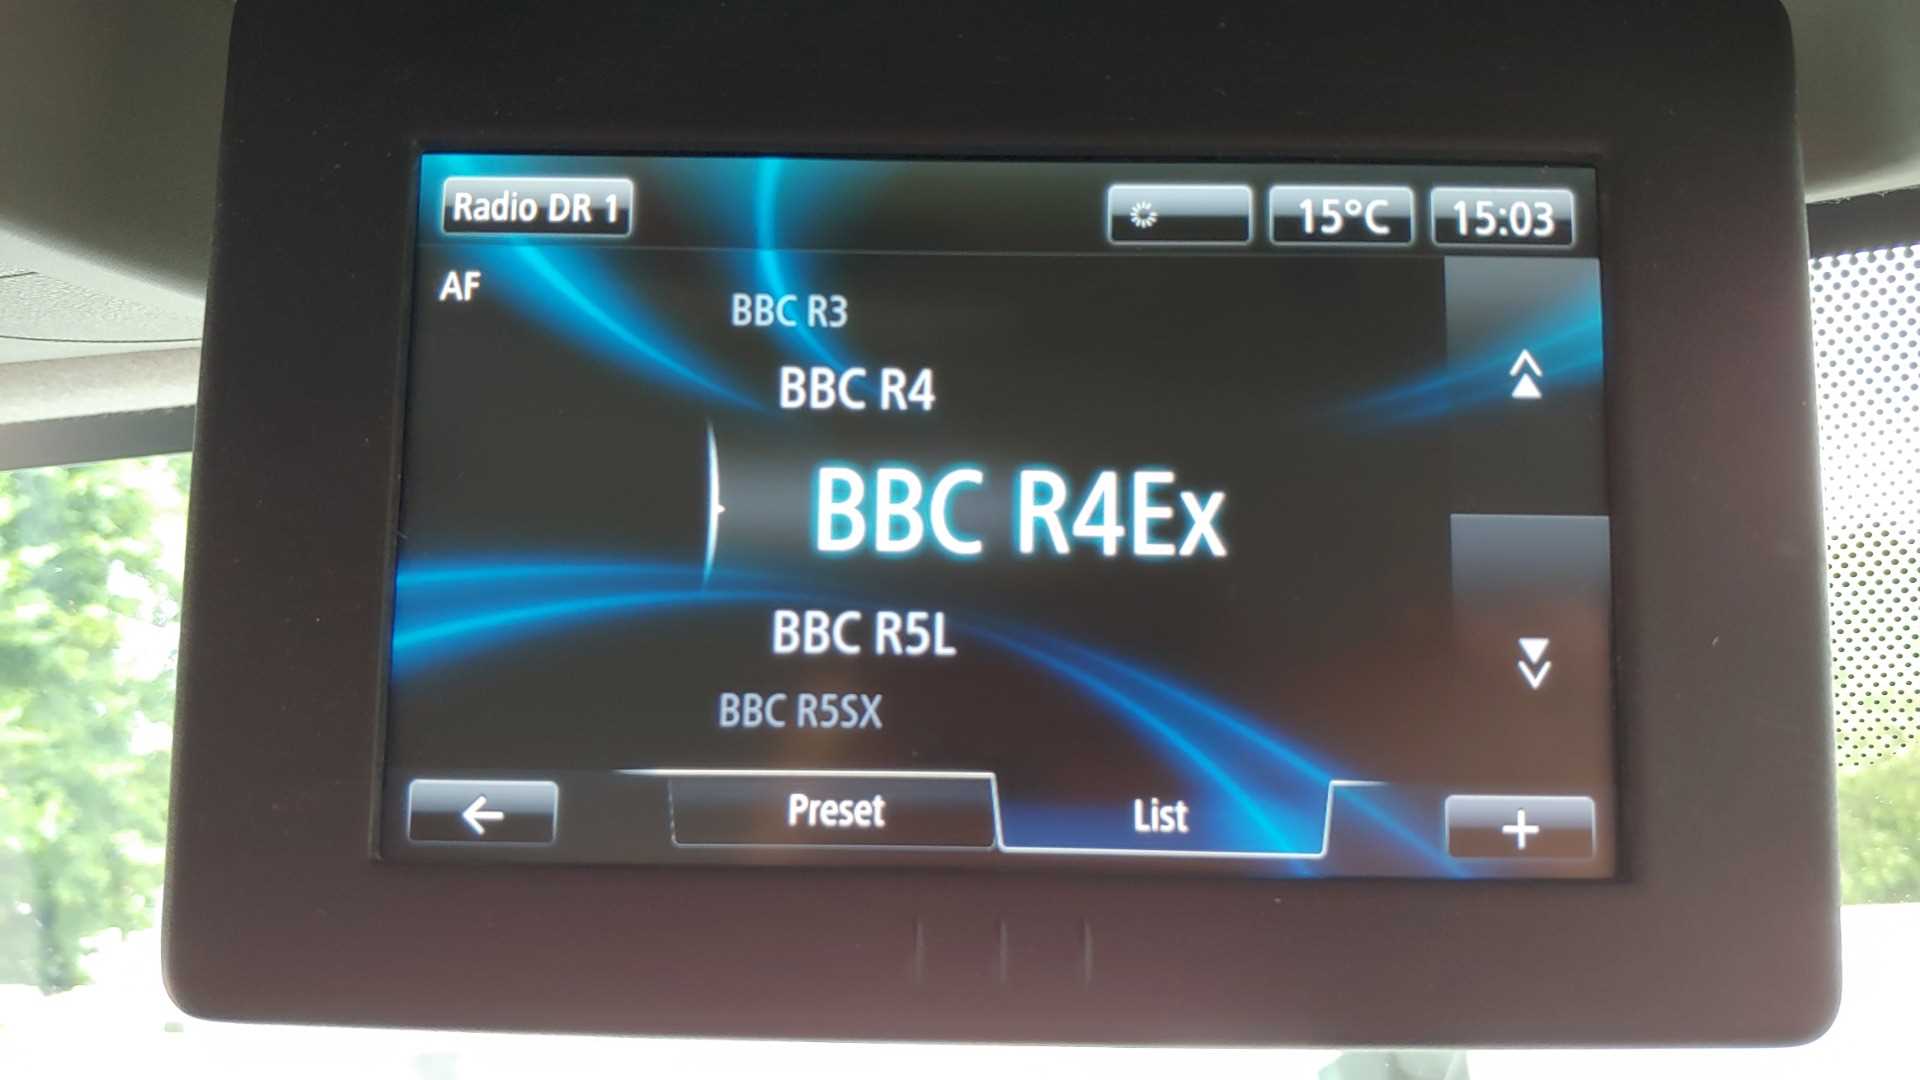 Radio DR 1
15°C
15:03
AF
BBC R3
BBC R4
BBC R4Ex
BBC R5L
BBC R5SX
Preset
List